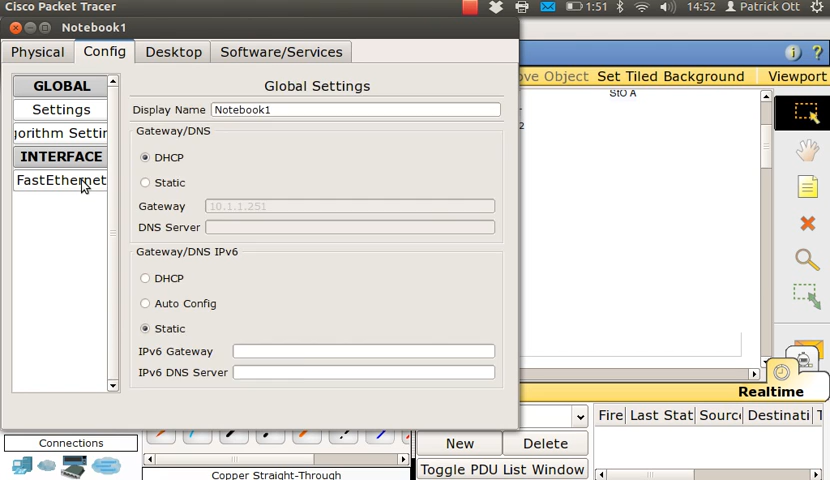 Cisco Packet Tracer
1:51
14:52
Patrick Ott
Notebook1
Physical
Config
Desktop
Software/Services
GLOBAL
Settings
gorithm Settin
INTERFACE
FastEthernet
Global Settings
Display Name
Notebook1
Gateway/DNS
DHCP
Static
Gateway
10.1.1.251
DNS Server
Gateway/DNS IPv6
DHCP
Auto Config
Static
IPv6 Gateway
IPv6 DNS Server
ove Object
Set Tiled Background
Viewport
SfO A
2
Realtime
Connections
Copper Straight-Through
New
Delete
Toggle PDU List Window
Fire
Last Stat
Source
Destinati
T